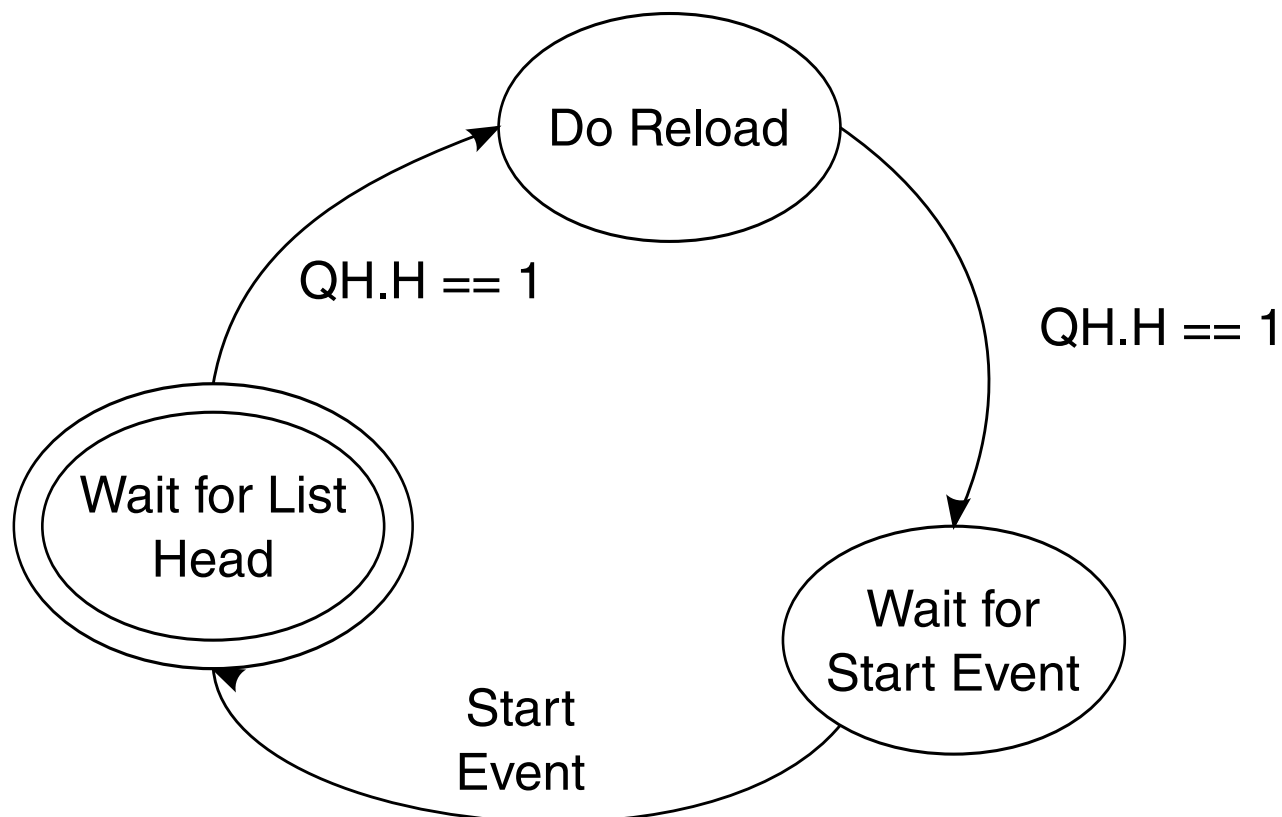 Do Reload
QH.H == 1
QH.H == 1
Wait for List
Head
Wait for
Start Event
Start
Event